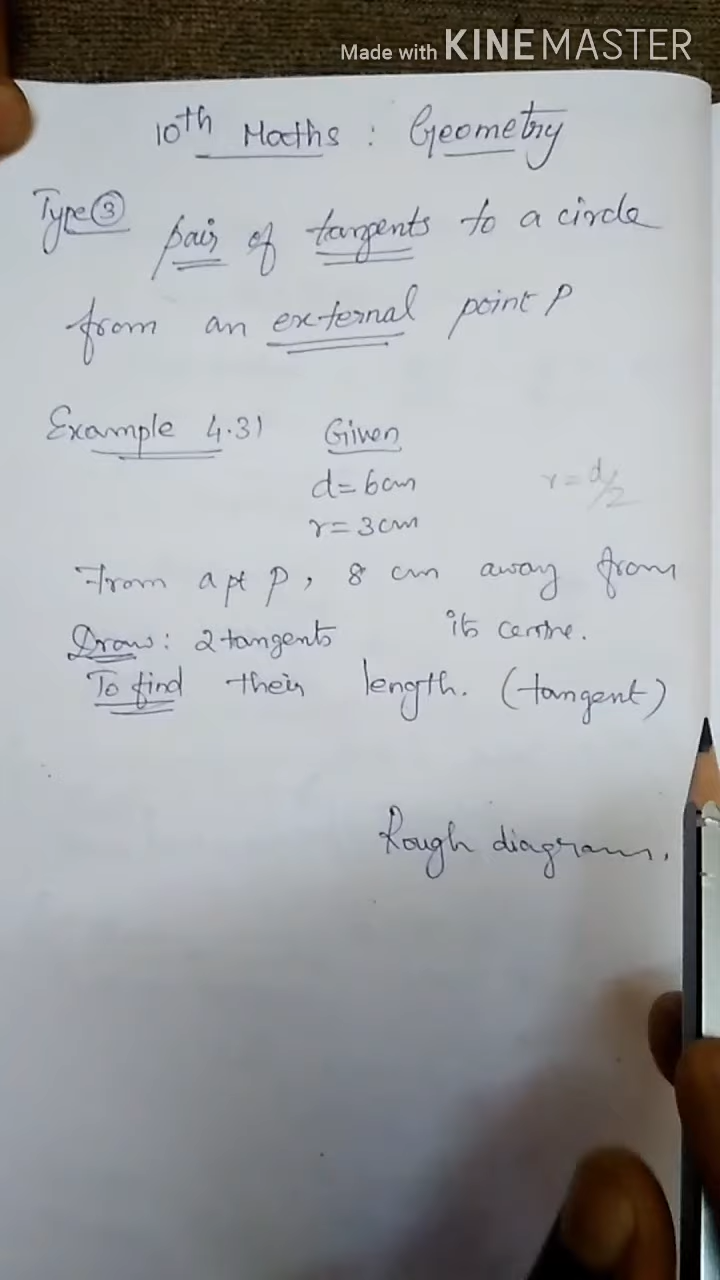 Made with KINEMASTER
10th Maths : Geometry
Type ③ pair of tangents to a circle
from an external point P
Example 4.31 Given
d = 6cm
r = d/2
r = 3cm
From a pt P, 8 cm away from
its centre.
Draw: 2 tangents
To find their length. (tangent)
Rough diagram.